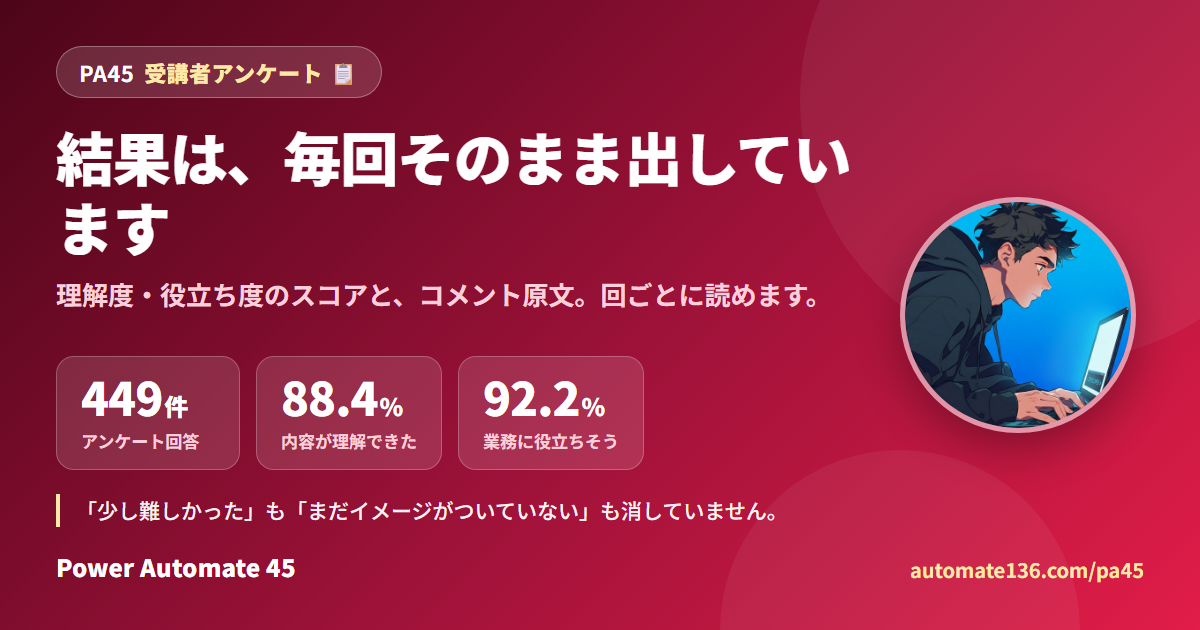 PA45 受講者アンケート 📋
結果は、毎回そのまま出してい
ます
理解度・役立ち度のスコアと、コメント原文。回ごとに読めます。
449件
アンケート回答
88.4%
内容が理解できた
92.2%
業務に役立ちそう
「少し難しかった」も「まだイメージがついていない」も消していません。
Power Automate 45
automate136.com/pa45